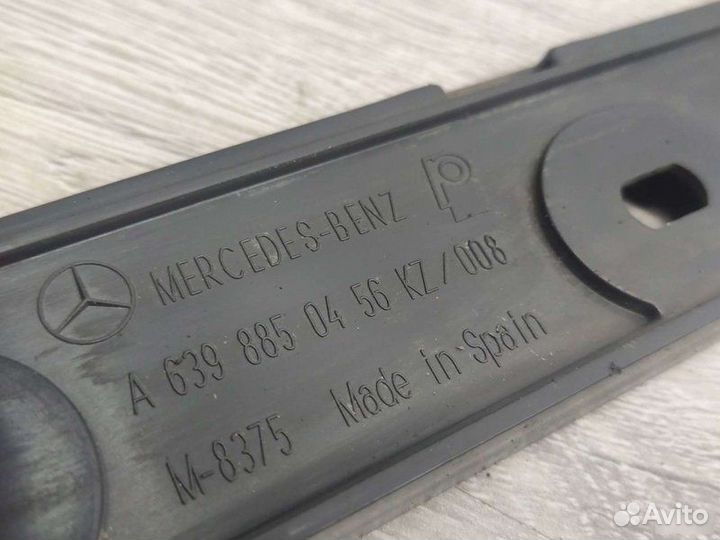 MERCEDES-BENZ
A 639 885 04 56 KZ/008
M-8375 Made in Spain
Avito